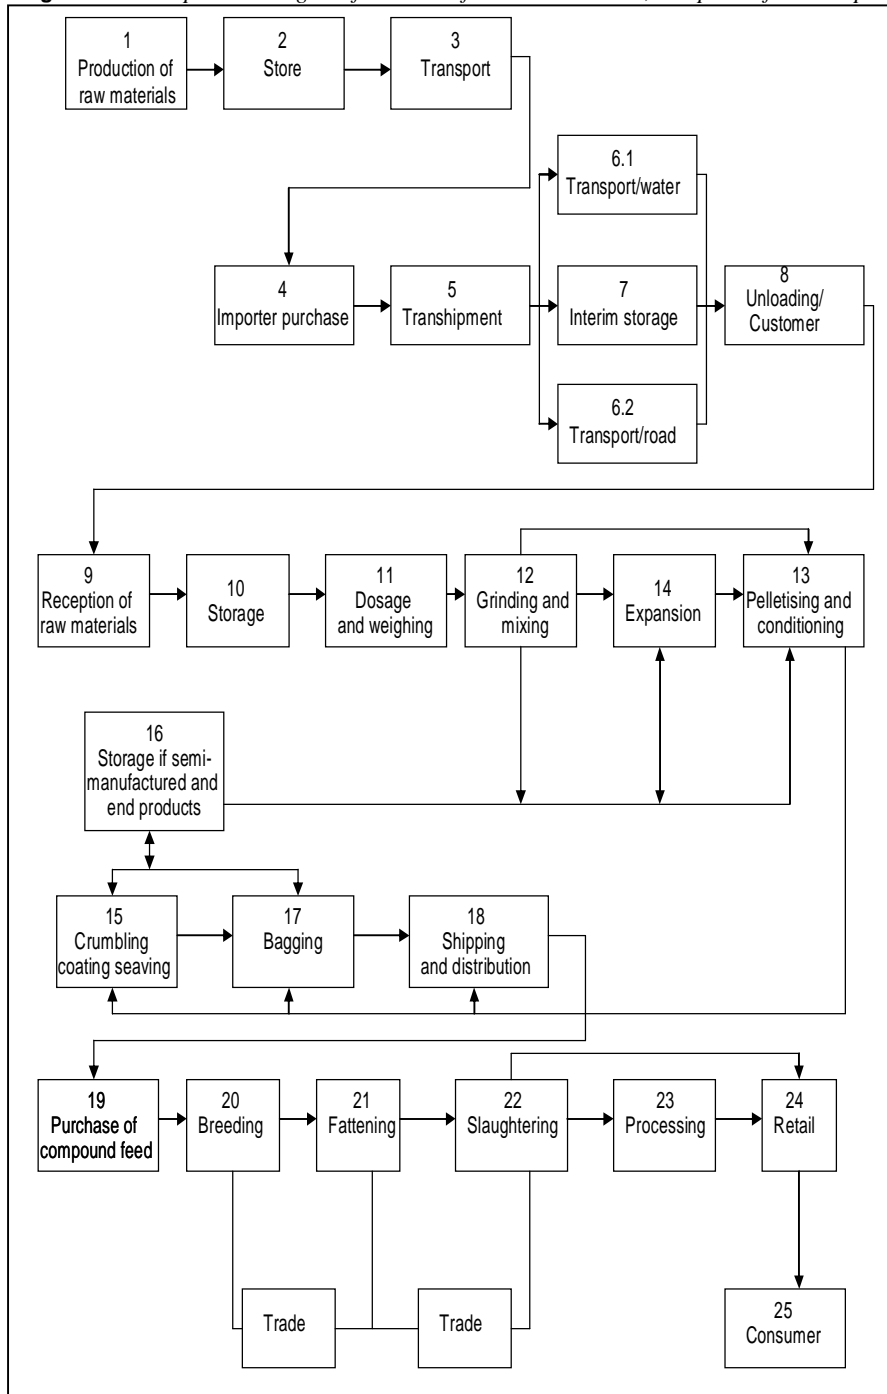 1
Production of
raw materials
2
Store
3
Transport
6.1
Transport/water
4
Importer purchase
5
Transhipment
7
Interim storage
8
Unloading/
Customer
6.2
Transport/road
9
Reception of
raw materials
10
Storage
11
Dosage
and weighing
12
Grinding and
mixing
14
Expansion
13
Pelletising and
conditioning
16
Storage if semi-
manufactured and
end products
15
Crumbling
coating seaving
17
Bagging
18
Shipping
and distribution
19
Purchase of
compound feed
20
Breeding
21
Fattening
22
Slaughtering
23
Processing
24
Retail
Trade
Trade
25
Consumer